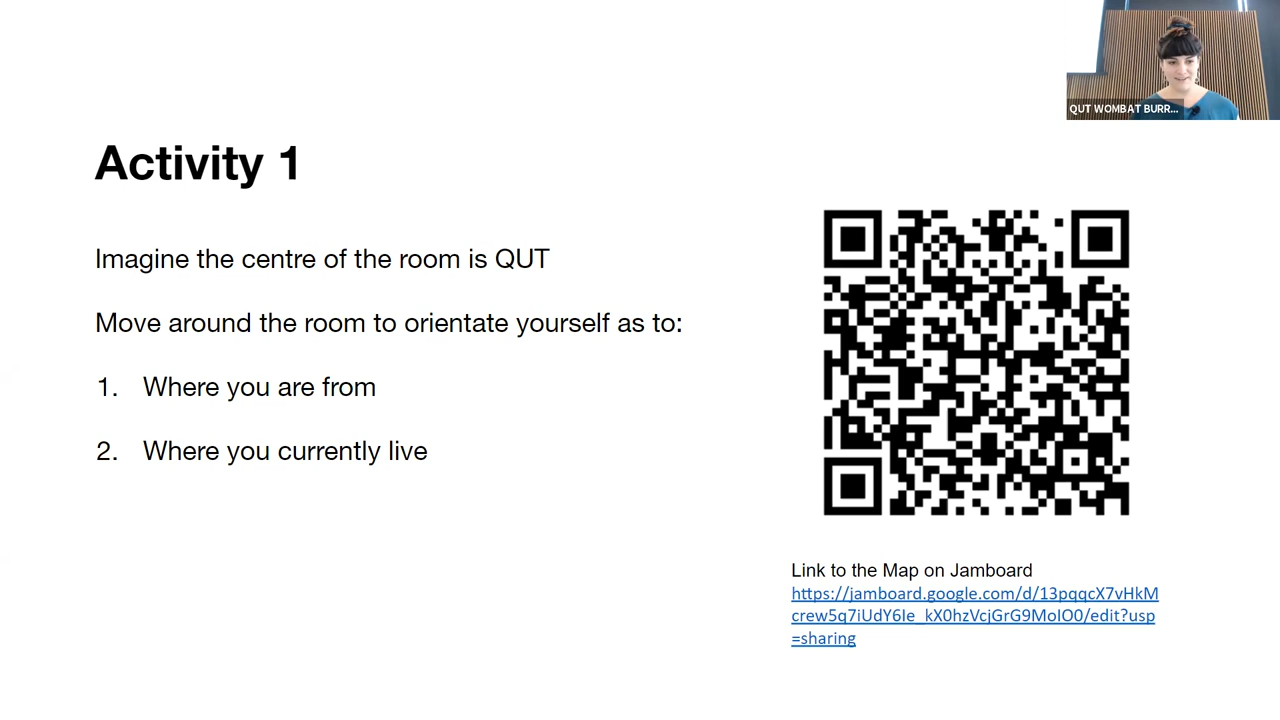 QUT WOMBAT BURR...
Activity 1
Imagine the centre of the room is QUT
Move around the room to orientate yourself as to:
1. Where you are from
2. Where you currently live
Link to the Map on Jamboard
https://jamboard.google.com/d/13pqqcX7vHkM
crew5q7iUdY6Ie_kX0hzVcjGrG9MoIO0/edit?usp
=sharing